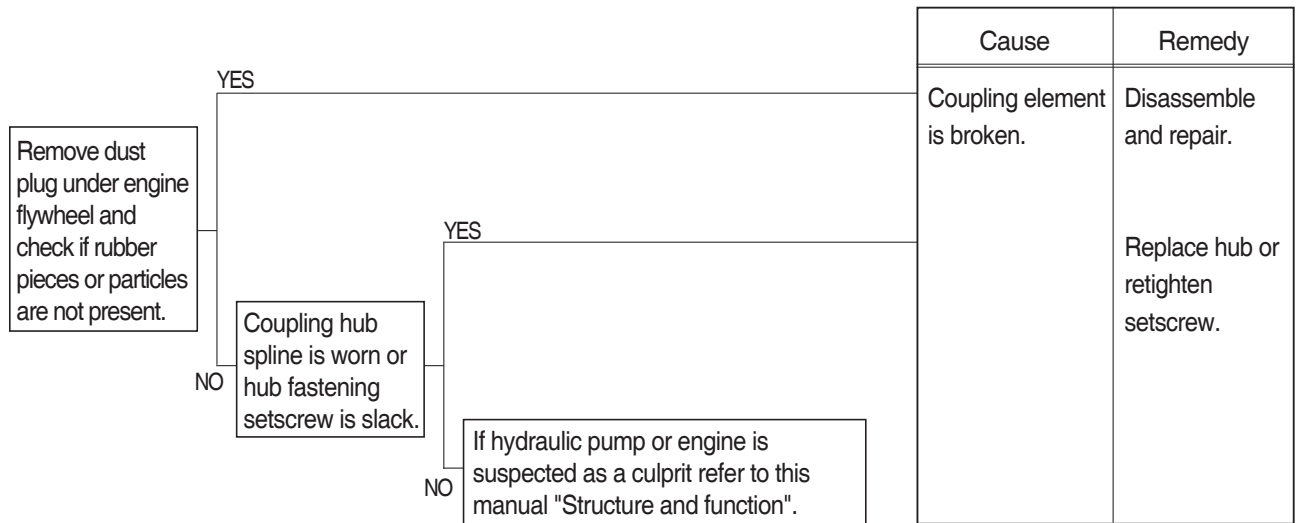 Cause
Remedy
YES
Coupling element
is broken.
Disassemble
and repair.
Remove dust
plug under engine
flywheel and
check if rubber
pieces or particles
are not present.
YES
Replace hub or
retighten
setscrew.
NO
Coupling hub
spline is worn or
hub fastening
setscrew is slack.
NO
If hydraulic pump or engine is
suspected as a culprit refer to this
manual "Structure and function".